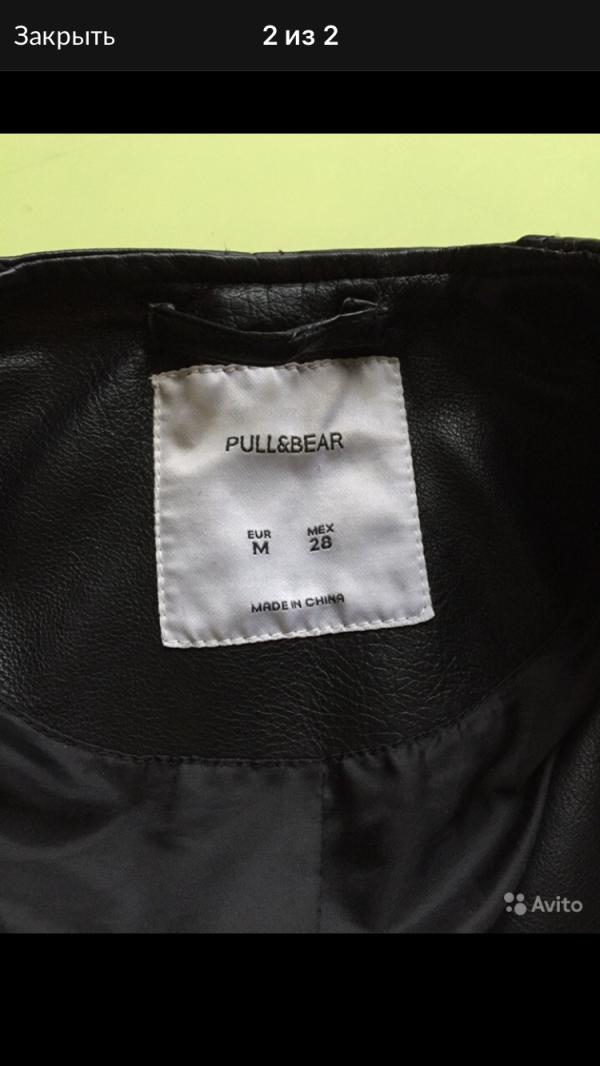 Закрыть 2 из 2
PULL&BEAR
EUR MEX
M 28
MADE IN CHINA
Avito